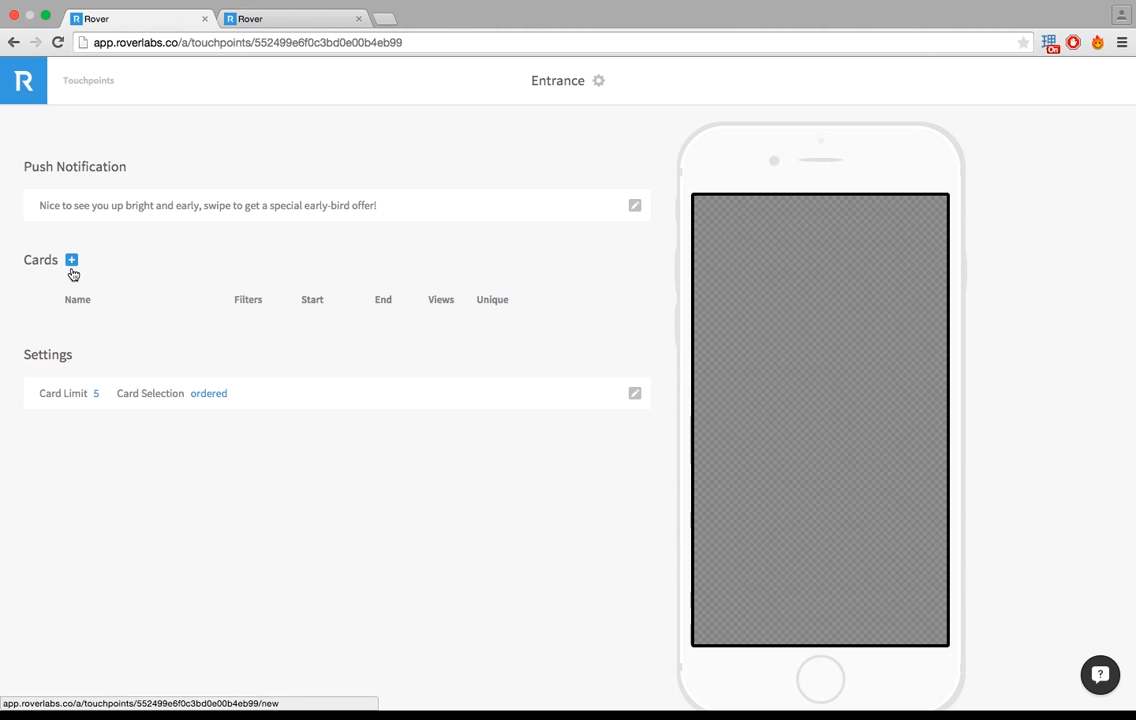 Rover
Rover
app.roverlabs.co/a/touchpoints/552499e6f0c3bd0e00b4eb99
On
R
Touchpoints
Entrance
Push Notification
Nice to see you up bright and early, swipe to get a special early-bird offer!
Cards
Name Filters Start End Views Unique
Settings
Card Limit 5 Card Selection ordered
app.roverlabs.co/a/touchpoints/552499e6f0c3bd0e00b4eb99/new
?